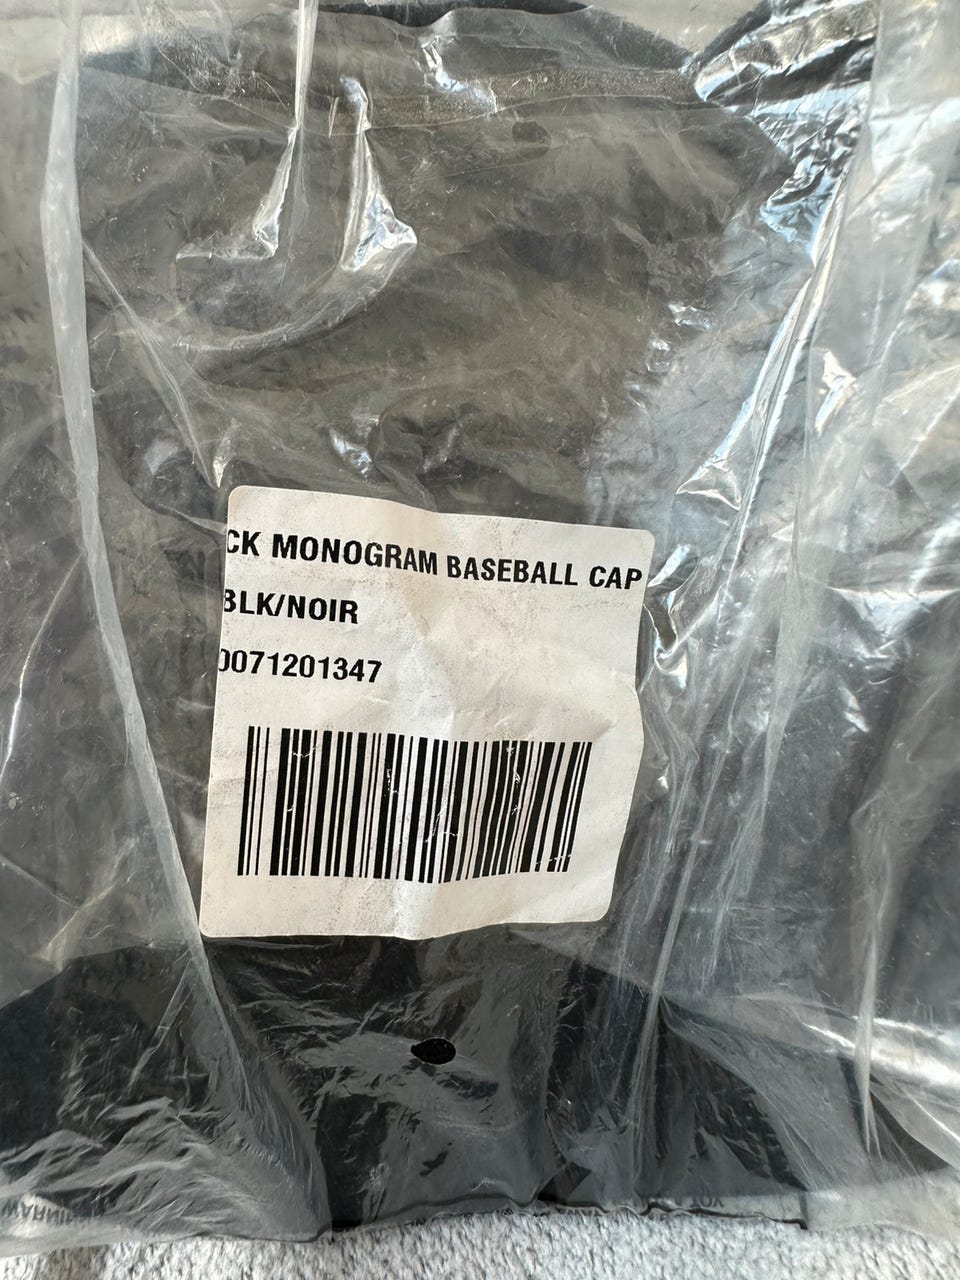 CK MONOGRAM BASEBALL CAP
BLK/NOIR
0071201347